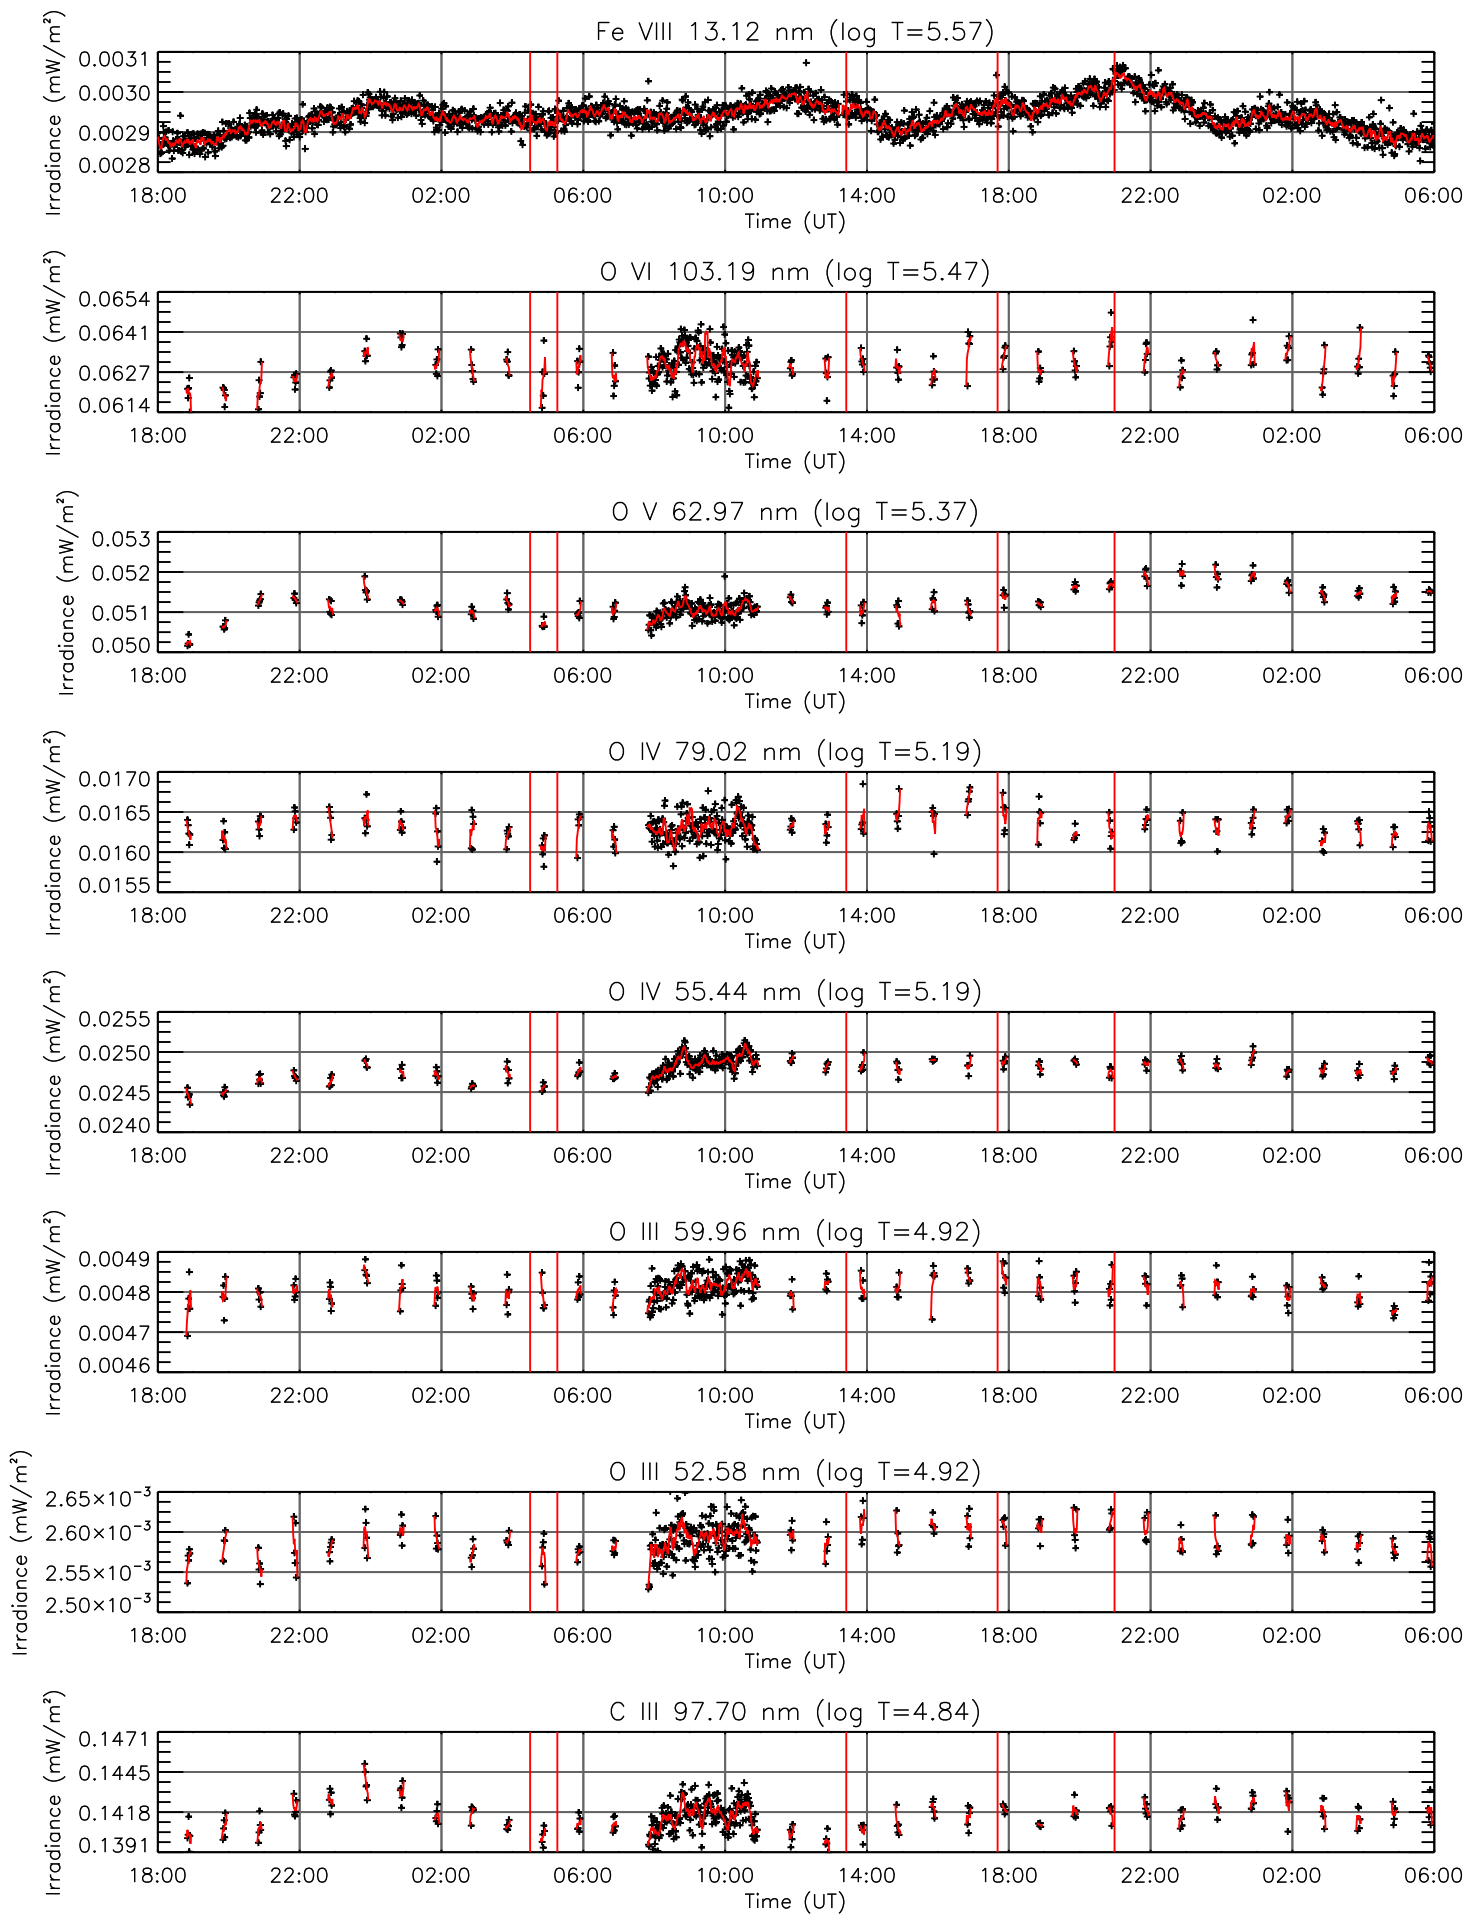 Fe VIII 13.12 nm (log T=5.57)
Irradiance (mW/m²)
0.0031
0.0030
0.0029
0.0028
18:00 22:00 02:00 06:00 10:00 14:00 18:00 22:00 02:00 06:00
Time (UT)
O VI 103.19 nm (log T=5.47)
Irradiance (mW/m²)
0.0654
0.0641
0.0627
0.0614
18:00 22:00 02:00 06:00 10:00 14:00 18:00 22:00 02:00 06:00
Time (UT)
O V 62.97 nm (log T=5.37)
Irradiance (mW/m²)
0.053
0.052
0.051
0.050
18:00 22:00 02:00 06:00 10:00 14:00 18:00 22:00 02:00 06:00
Time (UT)
O IV 79.02 nm (log T=5.19)
Irradiance (mW/m²)
0.0170
0.0165
0.0160
0.0155
18:00 22:00 02:00 06:00 10:00 14:00 18:00 22:00 02:00 06:00
Time (UT)
O IV 55.44 nm (log T=5.19)
Irradiance (mW/m²)
0.0255
0.0250
0.0245
0.0240
18:00 22:00 02:00 06:00 10:00 14:00 18:00 22:00 02:00 06:00
Time (UT)
O III 59.96 nm (log T=4.92)
Irradiance (mW/m²)
0.0049
0.0048
0.0047
0.0046
18:00 22:00 02:00 06:00 10:00 14:00 18:00 22:00 02:00 06:00
Time (UT)
O III 52.58 nm (log T=4.92)
Irradiance (mW/m²)
2.65×10⁻³
2.60×10⁻³
2.55×10⁻³
2.50×10⁻³
18:00 22:00 02:00 06:00 10:00 14:00 18:00 22:00 02:00 06:00
Time (UT)
C III 97.70 nm (log T=4.84)
Irradiance (mW/m²)
0.1471
0.1445
0.1418
0.1391
18:00 22:00 02:00 06:00 10:00 14:00 18:00 22:00 02:00 06:00
Time (UT)